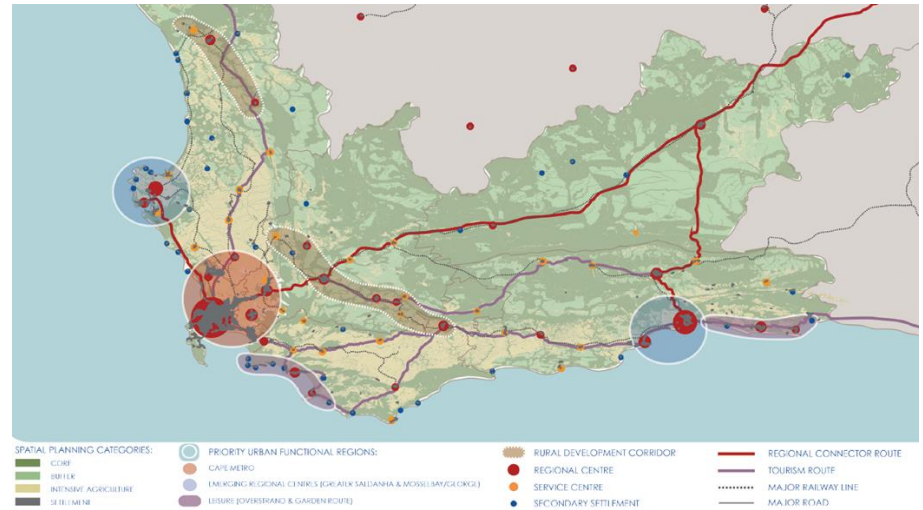 SPATIAL PLANNING CATEGORIES:
CORE
BUFFER
INTENSIVE AGRICULTURE
SETTLEMENT
PRIORITY URBAN FUNCTIONAL REGIONS:
CAPE METRO
EMERGING REGIONAL CENTRES (GREATER SALDANHA & MOSSELBAY/GEORGE)
LEISURE (OVERSTRAND & GARDEN ROUTE)
RURAL DEVELOPMENT CORRIDOR
REGIONAL CENTRE
SERVICE CENTRE
SECONDARY SETTLEMENT
REGIONAL CONNECTOR ROUTE
TOURISM ROUTE
MAJOR RAILWAY LINE
MAJOR ROAD